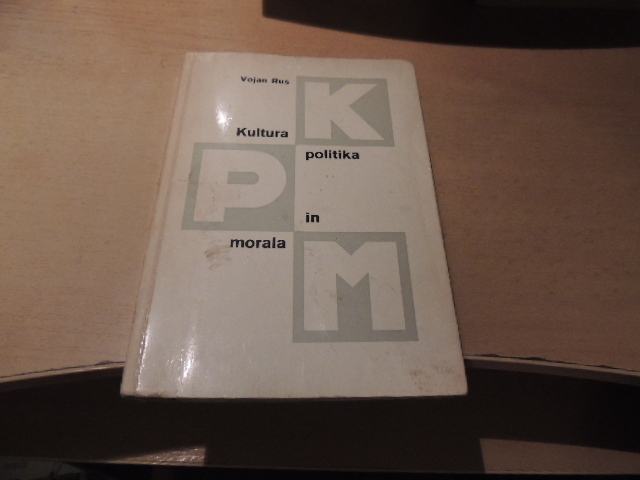 Vojan Rus
K
Kultura
politika
P
in
morala
M